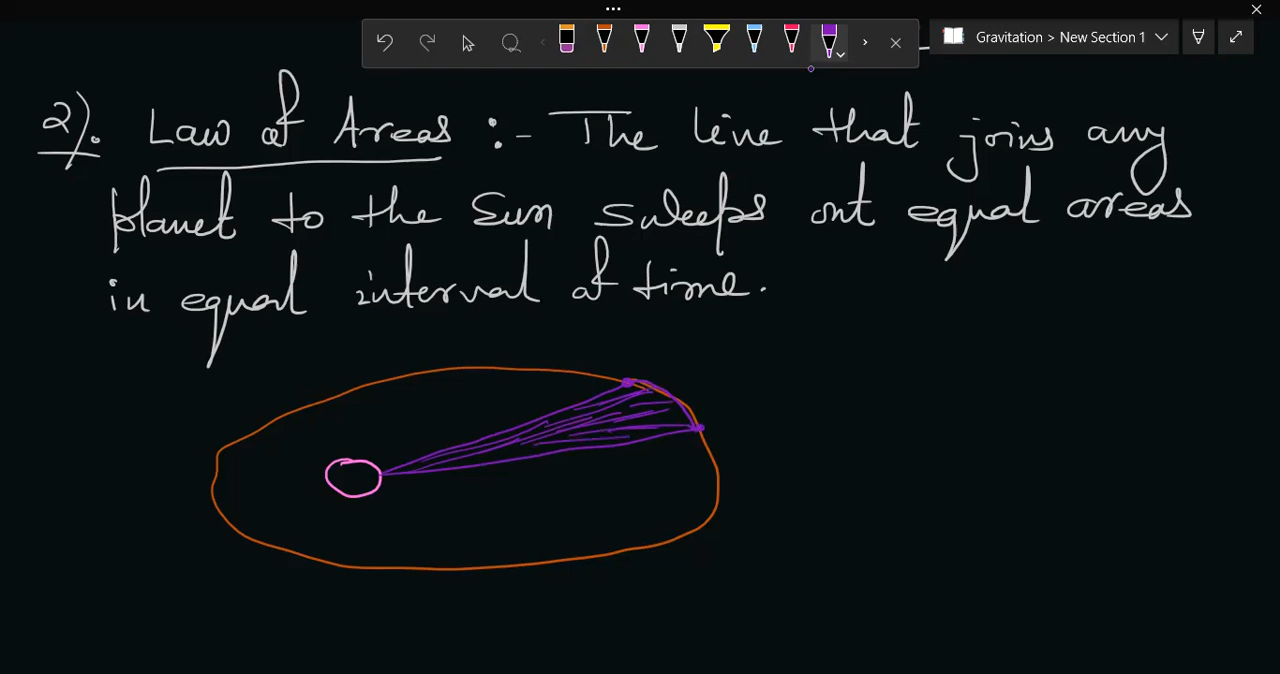 Gravitation > New Section 1
2). Law of Areas :- The line that joins any
planet to the Sun sweeps out equal areas
in equal interval of time.